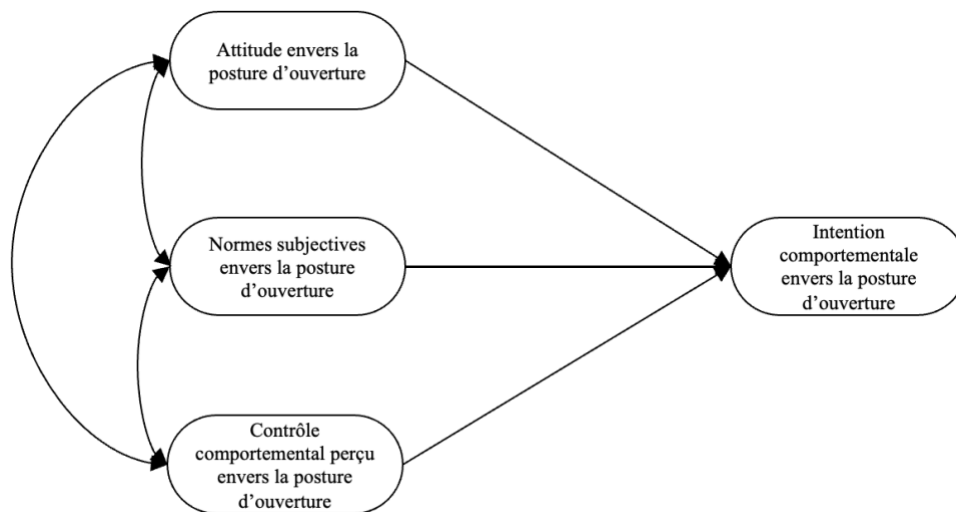 Attitude envers la
posture d’ouverture
Normes subjectives
envers la posture
d’ouverture
Contrôle
comportemental perçu
envers la posture
d’ouverture
Intention
comportementale
envers la posture
d’ouverture